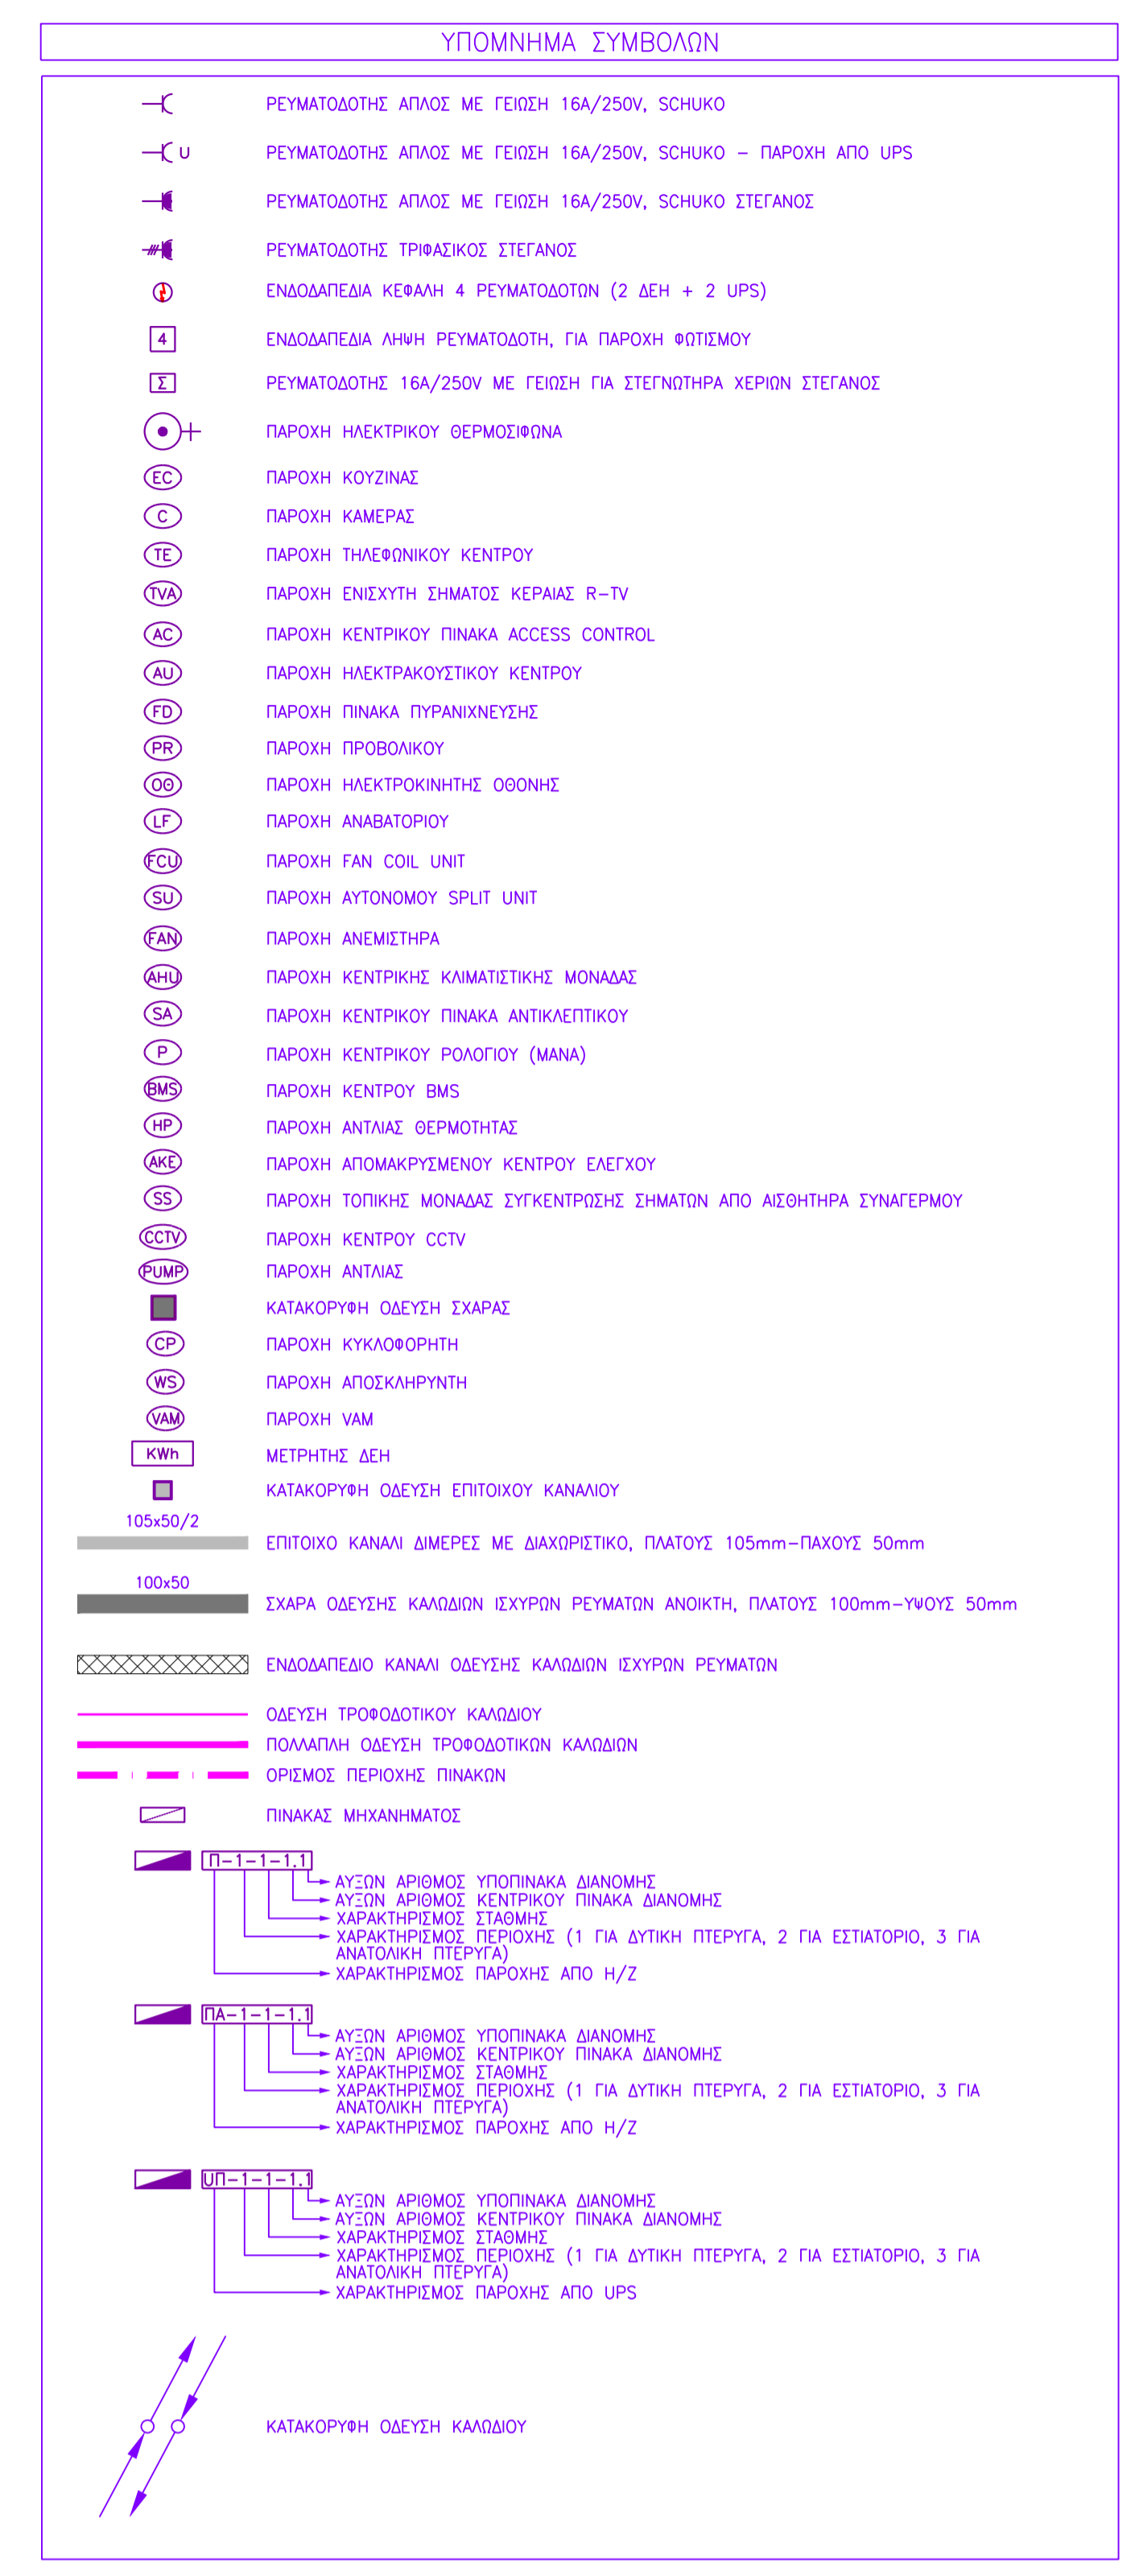 ΥΠΟΜΝΗΜΑ ΣΥΜΒΟΛΩΝ
ΡΕΥΜΑΤΟΔΟΤΗΣ ΑΠΛΟΣ ΜΕ ΓΕΙΩΣΗ 16A/250V, SCHUKO
U ΡΕΥΜΑΤΟΔΟΤΗΣ ΑΠΛΟΣ ΜΕ ΓΕΙΩΣΗ 16A/250V, SCHUKO – ΠΑΡΟΧΗ ΑΠΟ UPS
ΡΕΥΜΑΤΟΔΟΤΗΣ ΑΠΛΟΣ ΜΕ ΓΕΙΩΣΗ 16A/250V, SCHUKO ΣΤΕΓΑΝΟΣ
ΡΕΥΜΑΤΟΔΟΤΗΣ ΤΡΙΦΑΣΙΚΟΣ ΣΤΕΓΑΝΟΣ
ΕΝΔΟΔΑΠΕΔΙΑ ΚΕΦΑΛΗ 4 ΡΕΥΜΑΤΟΔΟΤΩΝ (2 ΔΕΗ + 2 UPS)
4 ΕΝΔΟΔΑΠΕΔΙΑ ΛΗΨΗ ΡΕΥΜΑΤΟΔΟΤΗ, ΓΙΑ ΠΑΡΟΧΗ ΦΩΤΙΣΜΟΥ
Σ ΡΕΥΜΑΤΟΔΟΤΗΣ 16A/250V ΜΕ ΓΕΙΩΣΗ ΓΙΑ ΣΤΕΓΝΩΤΗΡΑ ΧΕΡΙΩΝ ΣΤΕΓΑΝΟΣ
ΠΑΡΟΧΗ ΗΛΕΚΤΡΙΚΟΥ ΘΕΡΜΟΣΙΦΩΝΑ
EC ΠΑΡΟΧΗ ΚΟΥΖΙΝΑΣ
C ΠΑΡΟΧΗ ΚΑΜΕΡΑΣ
TE ΠΑΡΟΧΗ ΤΗΛΕΦΩΝΙΚΟΥ ΚΕΝΤΡΟΥ
TVA ΠΑΡΟΧΗ ΕΝΙΣΧΥΤΗ ΣΗΜΑΤΟΣ ΚΕΡΑΙΑΣ R–TV
AC ΠΑΡΟΧΗ ΚΕΝΤΡΙΚΟΥ ΠΙΝΑΚΑ ACCESS CONTROL
AU ΠΑΡΟΧΗ ΗΛΕΚΤΡΑΚΟΥΣΤΙΚΟΥ ΚΕΝΤΡΟΥ
FD ΠΑΡΟΧΗ ΠΙΝΑΚΑ ΠΥΡΑΝΙΧΝΕΥΣΗΣ
PR ΠΑΡΟΧΗ ΠΡΟΒΟΛΙΚΟΥ
ΟΘ ΠΑΡΟΧΗ ΗΛΕΚΤΡΟΚΙΝΗΤΗΣ ΟΘΟΝΗΣ
LF ΠΑΡΟΧΗ ΑΝΑΒΑΤΟΡΙΟΥ
FCU ΠΑΡΟΧΗ FAN COIL UNIT
SU ΠΑΡΟΧΗ ΑΥΤΟΝΟΜΟΥ SPLIT UNIT
FAN ΠΑΡΟΧΗ ΑΝΕΜΙΣΤΗΡΑ
AHU ΠΑΡΟΧΗ ΚΕΝΤΡΙΚΗΣ ΚΛΙΜΑΤΙΣΤΙΚΗΣ ΜΟΝΑΔΑΣ
SA ΠΑΡΟΧΗ ΚΕΝΤΡΙΚΟΥ ΠΙΝΑΚΑ ΑΝΤΙΚΛΕΠΤΙΚΟΥ
P ΠΑΡΟΧΗ ΚΕΝΤΡΙΚΟΥ ΡΟΛΟΓΙΟΥ (ΜΑΝΑ)
BMS ΠΑΡΟΧΗ ΚΕΝΤΡΟΥ BMS
HP ΠΑΡΟΧΗ ΑΝΤΛΙΑΣ ΘΕΡΜΟΤΗΤΑΣ
AKE ΠΑΡΟΧΗ ΑΠΟΜΑΚΡΥΣΜΕΝΟΥ ΚΕΝΤΡΟΥ ΕΛΕΓΧΟΥ
SS ΠΑΡΟΧΗ ΤΟΠΙΚΗΣ ΜΟΝΑΔΑΣ ΣΥΓΚΕΝΤΡΩΣΗΣ ΣΗΜΑΤΩΝ ΑΠΟ ΑΙΣΘΗΤΗΡΑ ΣΥΝΑΓΕΡΜΟΥ
CCTV ΠΑΡΟΧΗ ΚΕΝΤΡΟΥ CCTV
PUMP ΠΑΡΟΧΗ ΑΝΤΛΙΑΣ
ΚΑΤΑΚΟΡΥΦΗ ΟΔΕΥΣΗ ΣΧΑΡΑΣ
CP ΠΑΡΟΧΗ ΚΥΚΛΟΦΟΡΗΤΗ
WS ΠΑΡΟΧΗ ΑΠΟΣΚΛΗΡΥΝΤΗ
VAM ΠΑΡΟΧΗ VAM
KWh ΜΕΤΡΗΤΗΣ ΔΕΗ
ΚΑΤΑΚΟΡΥΦΗ ΟΔΕΥΣΗ ΕΠΙΤΟΙΧΟΥ ΚΑΝΑΛΙΟΥ
105x50/2
ΕΠΙΤΟΙΧΟ ΚΑΝΑΛΙ ΔΙΜΕΡΕΣ ΜΕ ΔΙΑΧΩΡΙΣΤΙΚΟ, ΠΛΑΤΟΥΣ 105mm–ΠΑΧΟΥΣ 50mm
100x50
ΣΧΑΡΑ ΟΔΕΥΣΗΣ ΚΑΛΩΔΙΩΝ ΙΣΧΥΡΩΝ ΡΕΥΜΑΤΩΝ ΑΝΟΙΚΤΗ, ΠΛΑΤΟΥΣ 100mm–ΥΨΟΥΣ 50mm
ΕΝΔΟΔΑΠΕΔΙΟ ΚΑΝΑΛΙ ΟΔΕΥΣΗΣ ΚΑΛΩΔΙΩΝ ΙΣΧΥΡΩΝ ΡΕΥΜΑΤΩΝ
ΟΔΕΥΣΗ ΤΡΟΦΟΔΟΤΙΚΟΥ ΚΑΛΩΔΙΟΥ
ΠΟΛΛΑΠΛΗ ΟΔΕΥΣΗ ΤΡΟΦΟΔΟΤΙΚΩΝ ΚΑΛΩΔΙΩΝ
ΟΡΙΣΜΟΣ ΠΕΡΙΟΧΗΣ ΠΙΝΑΚΩΝ
ΠΙΝΑΚΑΣ ΜΗΧΑΝΗΜΑΤΟΣ
Π–1–1–1.1
ΑΥΞΩΝ ΑΡΙΘΜΟΣ ΥΠΟΠΙΝΑΚΑ ΔΙΑΝΟΜΗΣ
ΑΥΞΩΝ ΑΡΙΘΜΟΣ ΚΕΝΤΡΙΚΟΥ ΠΙΝΑΚΑ ΔΙΑΝΟΜΗΣ
ΧΑΡΑΚΤΗΡΙΣΜΟΣ ΣΤΑΘΜΗΣ
ΧΑΡΑΚΤΗΡΙΣΜΟΣ ΠΕΡΙΟΧΗΣ (1 ΓΙΑ ΔΥΤΙΚΗ ΠΤΕΡΥΓΑ, 2 ΓΙΑ ΕΣΤΙΑΤΟΡΙΟ, 3 ΓΙΑ
ΑΝΑΤΟΛΙΚΗ ΠΤΕΡΥΓΑ)
ΧΑΡΑΚΤΗΡΙΣΜΟΣ ΠΑΡΟΧΗΣ ΑΠΟ Η/Ζ
ΠΑ–1–1–1.1
ΑΥΞΩΝ ΑΡΙΘΜΟΣ ΥΠΟΠΙΝΑΚΑ ΔΙΑΝΟΜΗΣ
ΑΥΞΩΝ ΑΡΙΘΜΟΣ ΚΕΝΤΡΙΚΟΥ ΠΙΝΑΚΑ ΔΙΑΝΟΜΗΣ
ΧΑΡΑΚΤΗΡΙΣΜΟΣ ΣΤΑΘΜΗΣ
ΧΑΡΑΚΤΗΡΙΣΜΟΣ ΠΕΡΙΟΧΗΣ (1 ΓΙΑ ΔΥΤΙΚΗ ΠΤΕΡΥΓΑ, 2 ΓΙΑ ΕΣΤΙΑΤΟΡΙΟ, 3 ΓΙΑ
ΑΝΑΤΟΛΙΚΗ ΠΤΕΡΥΓΑ)
ΧΑΡΑΚΤΗΡΙΣΜΟΣ ΠΑΡΟΧΗΣ ΑΠΟ Η/Ζ
UΠ–1–1–1.1
ΑΥΞΩΝ ΑΡΙΘΜΟΣ ΥΠΟΠΙΝΑΚΑ ΔΙΑΝΟΜΗΣ
ΑΥΞΩΝ ΑΡΙΘΜΟΣ ΚΕΝΤΡΙΚΟΥ ΠΙΝΑΚΑ ΔΙΑΝΟΜΗΣ
ΧΑΡΑΚΤΗΡΙΣΜΟΣ ΣΤΑΘΜΗΣ
ΧΑΡΑΚΤΗΡΙΣΜΟΣ ΠΕΡΙΟΧΗΣ (1 ΓΙΑ ΔΥΤΙΚΗ ΠΤΕΡΥΓΑ, 2 ΓΙΑ ΕΣΤΙΑΤΟΡΙΟ, 3 ΓΙΑ
ΑΝΑΤΟΛΙΚΗ ΠΤΕΡΥΓΑ)
ΧΑΡΑΚΤΗΡΙΣΜΟΣ ΠΑΡΟΧΗΣ ΑΠΟ UPS
ΚΑΤΑΚΟΡΥΦΗ ΟΔΕΥΣΗ ΚΑΛΩΔΙΟΥ